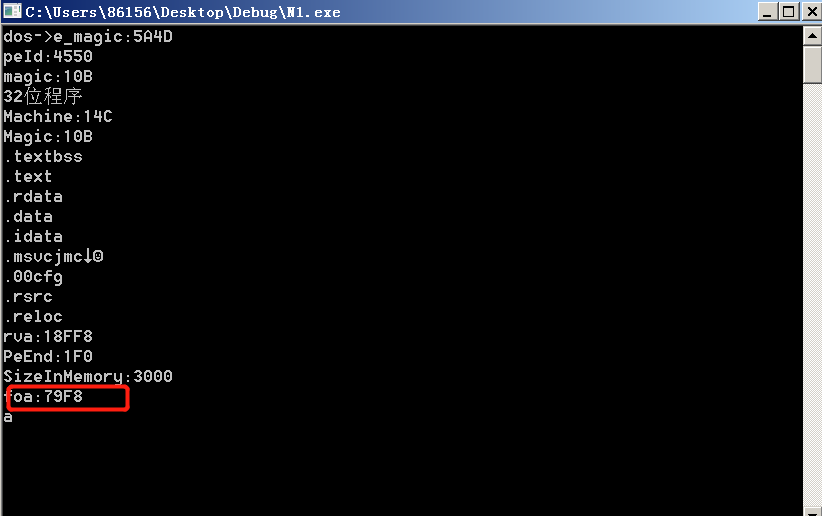 C:\Users\86156\Desktop\Debug\N1.exe
dos->e_magic:5A4D
peId:4550
magic:10B
32位程序
Machine:14C
Magic:10B
.textbss
.text
.rdata
.data
.idata
.msvcjmc↓☺
.00cfg
.rsrc
.reloc
rva:18FF8
PeEnd:1F0
SizeInMemory:3000
foa:79F8
a